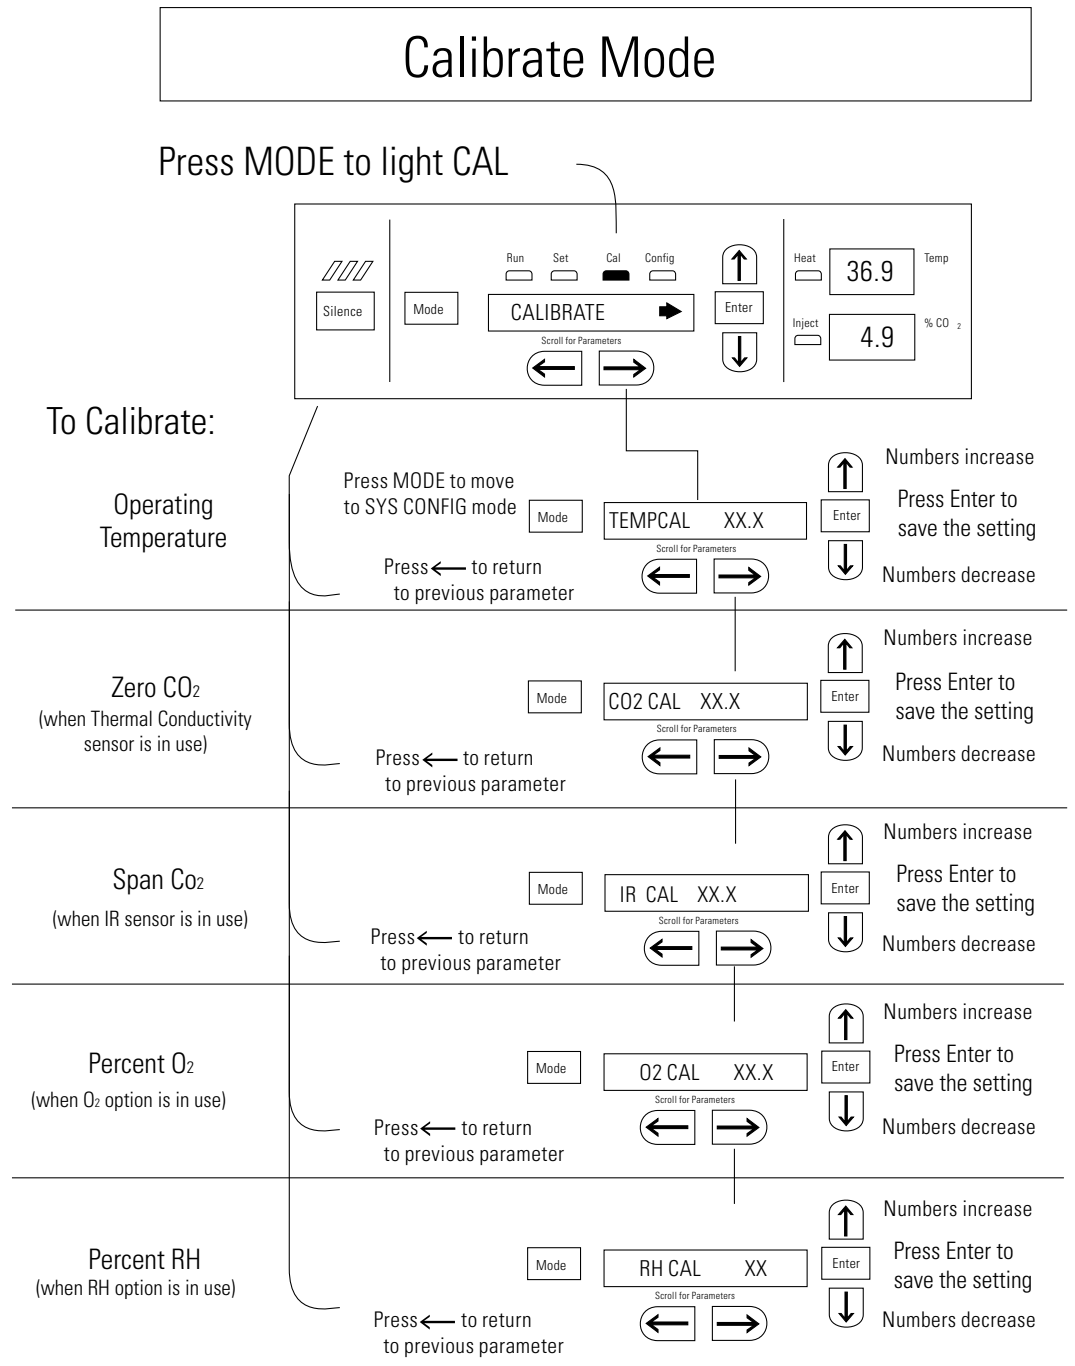 Calibrate Mode
Press MODE to light CAL
Run Set Cal Config
Silence
Mode
CALIBRATE
Scroll for Parameters
Enter
Heat 36.9 Temp
Inject 4.9 % CO 2
To Calibrate:
Operating
Temperature
Press MODE to move
to SYS CONFIG mode
Mode
TEMPCAL XX.X
Scroll for Parameters
Press ← to return
to previous parameter
Numbers increase
Enter
Press Enter to
save the setting
Numbers decrease
Zero CO2
(when Thermal Conductivity
sensor is in use)
Mode
CO2 CAL XX.X
Scroll for Parameters
Press ← to return
to previous parameter
Numbers increase
Enter
Press Enter to
save the setting
Numbers decrease
Span Co2
(when IR sensor is in use)
Mode
IR CAL XX.X
Scroll for Parameters
Press ← to return
to previous parameter
Numbers increase
Enter
Press Enter to
save the setting
Numbers decrease
Percent O2
(when O2 option is in use)
Mode
O2 CAL XX.X
Scroll for Parameters
Press ← to return
to previous parameter
Numbers increase
Enter
Press Enter to
save the setting
Numbers decrease
Percent RH
(when RH option is in use)
Mode
RH CAL XX
Scroll for Parameters
Press ← to return
to previous parameter
Numbers increase
Enter
Press Enter to
save the setting
Numbers decrease